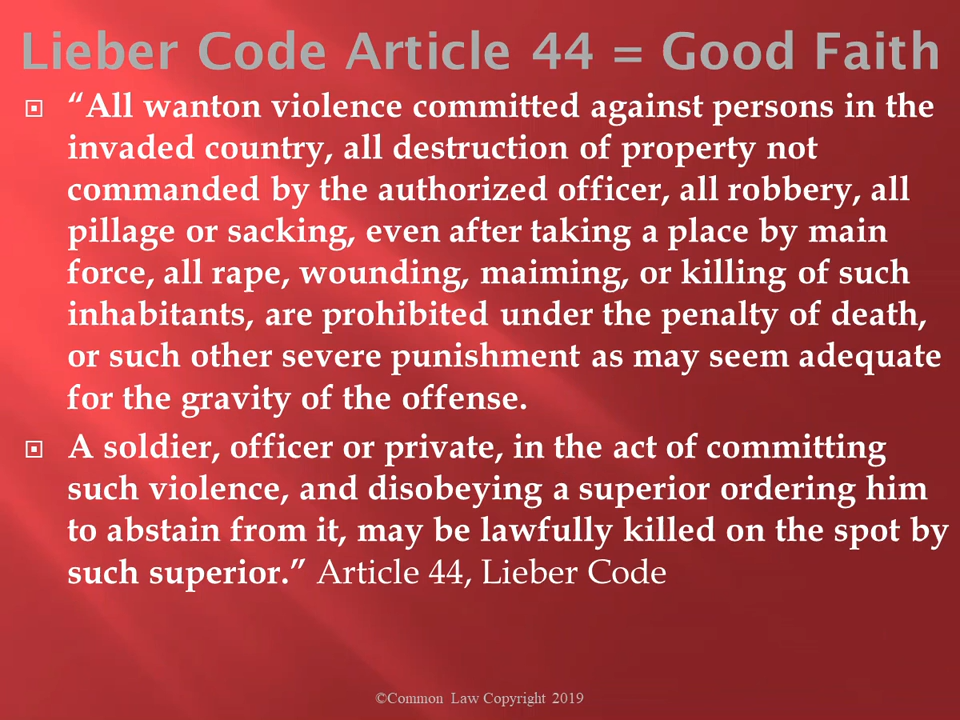 Lieber Code Article 44 = Good Faith
“All wanton violence committed against persons in the
invaded country, all destruction of property not
commanded by the authorized officer, all robbery, all
pillage or sacking, even after taking a place by main
force, all rape, wounding, maiming, or killing of such
inhabitants, are prohibited under the penalty of death,
or such other severe punishment as may seem adequate
for the gravity of the offense.
A soldier, officer or private, in the act of committing
such violence, and disobeying a superior ordering him
to abstain from it, may be lawfully killed on the spot by
such superior.” Article 44, Lieber Code
©Common Law Copyright 2019